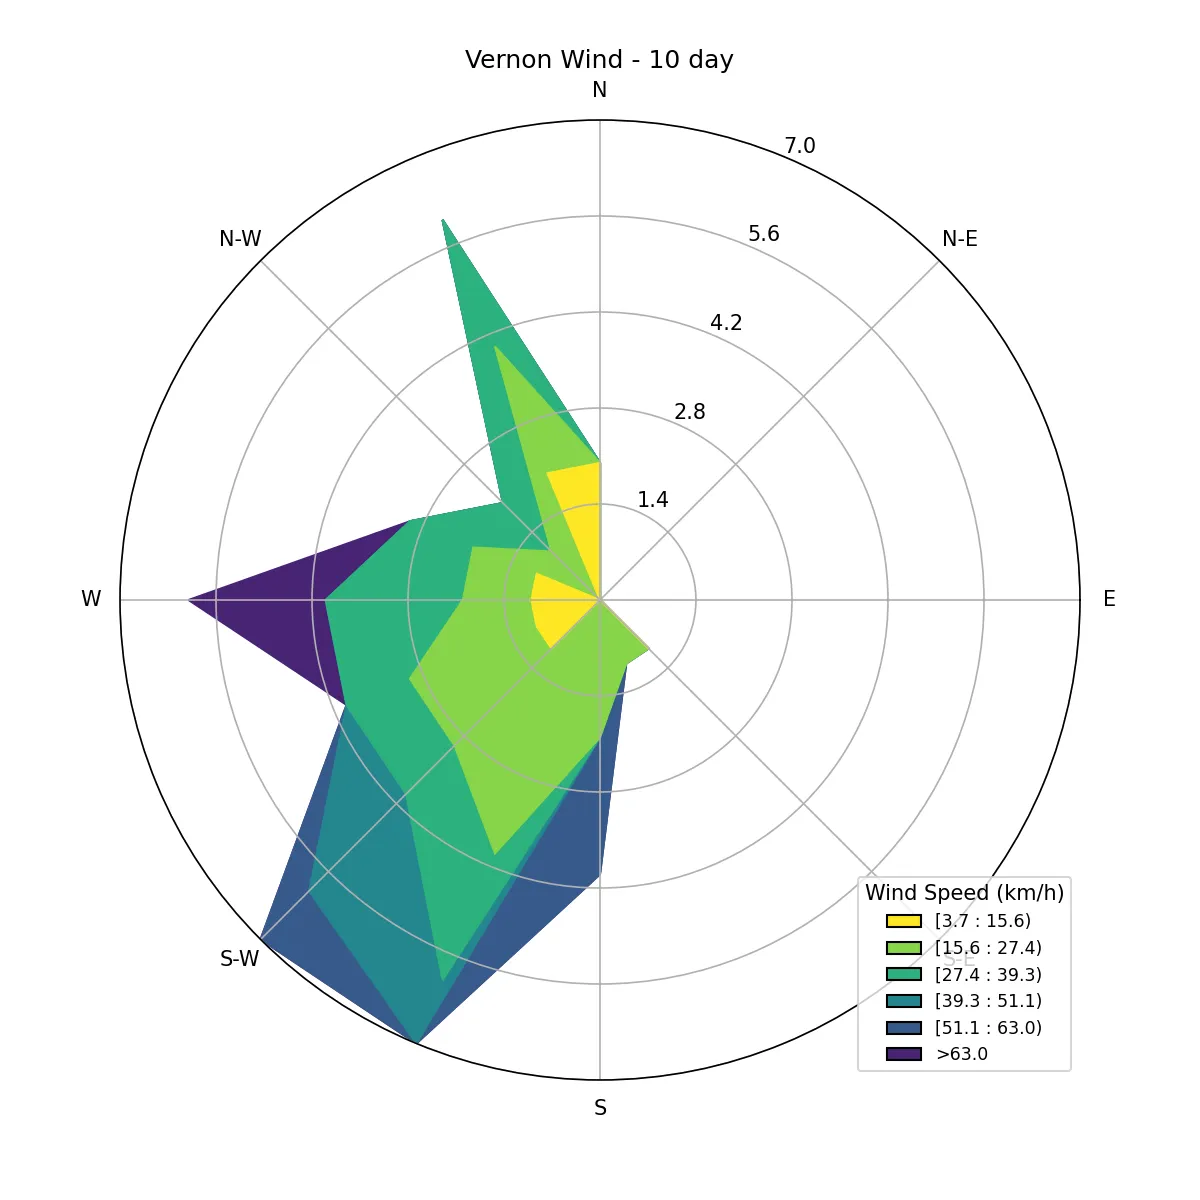 Vernon Wind - 10 day
N
7.0
N-W
5.6
N-E
4.2
2.8
1.4
W
E
S-W
S-E
S
Wind Speed (km/h)
[3.7 : 15.6)
[15.6 : 27.4)
[27.4 : 39.3)
[39.3 : 51.1)
[51.1 : 63.0)
>63.0